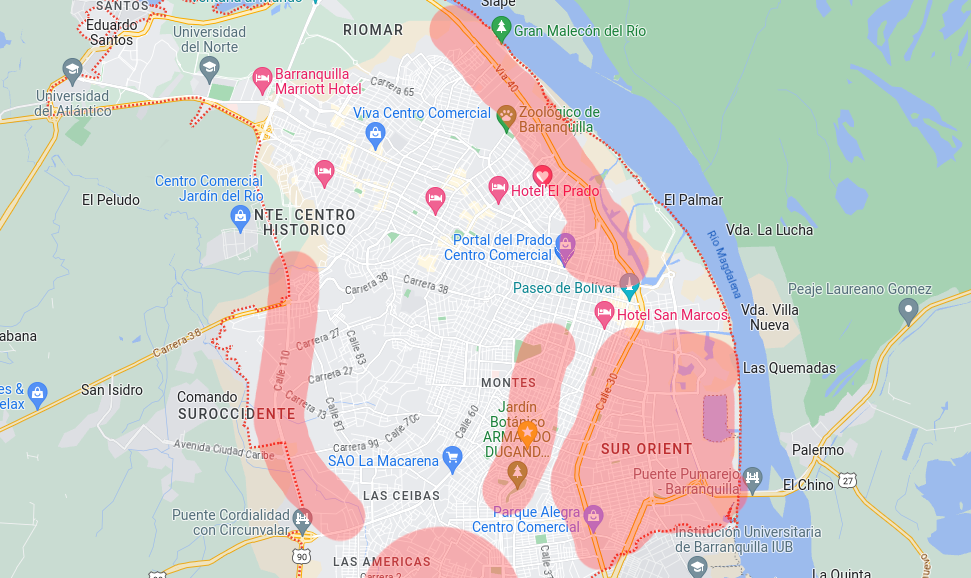 SANTOS
Siape
Eduardo
Santos
Universidad
del Norte
RIOMAR
Gran Malecón del Río
Barranquilla
Marriott Hotel
Carrera 65
Vía 40
Universidad
del Atlántico
Viva Centro Comercial
Zoológico de
Barranquilla
Centro Comercial
Jardín del Río
Hotel El Prado
El Peludo
El Palmar
NTE. CENTRO
HISTORICO
Vda. La Lucha
Portal del Prado
Centro Comercial
Río Magdalena
Carrera 38
Carrera 38
Paseo de Bolívar
Peaje Laureano Gomez
Hotel San Marcos
Vda. Villa
Nueva
abana
Carrera 38
Carrera 27
Calle 83
Calle 110
Carrera 21
Las Quemadas
es &
elax
San Isidro
Comando
MONTES
Calle 30
SUROCCIDENTE
Carrera 13
Calle 87
Calle 70c
Calle 60
Jardín
Botánico
ARMANDO
DUGAND...
Carrera 9g
Avenida Ciudad Caribe
SAO La Macarena
SUR ORIENT
Palermo
Puente Pumarejo
- Barranquilla
El Chino
27
LAS CEIBAS
Puente Cordialidad
con Circunvalar
Parque Alegra
Centro Comercial
Institución Universitaria
de Barranquilla IUB
90
LAS AMERICAS
Calle 37
Carrera 2
La Quinta